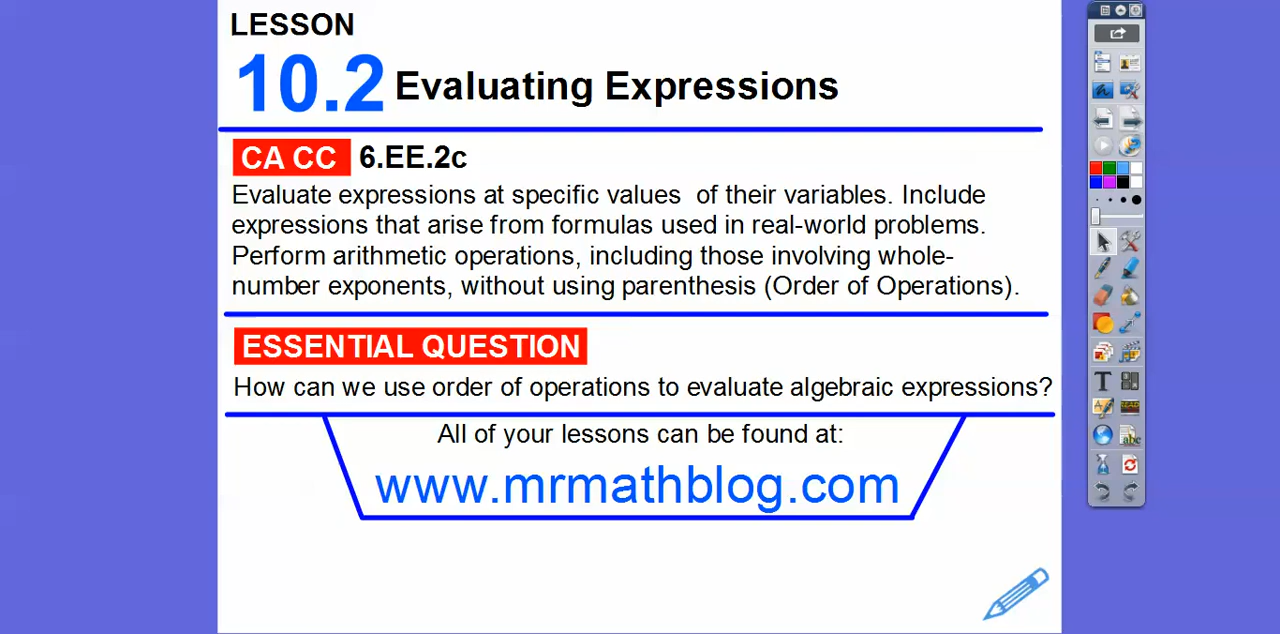 LESSON
10.2 Evaluating Expressions
CA CC 6.EE.2c
Evaluate expressions at specific values of their variables. Include
expressions that arise from formulas used in real-world problems.
Perform arithmetic operations, including those involving whole-
number exponents, without using parenthesis (Order of Operations).
ESSENTIAL QUESTION
How can we use order of operations to evaluate algebraic expressions?
All of your lessons can be found at:
www.mrmathblog.com